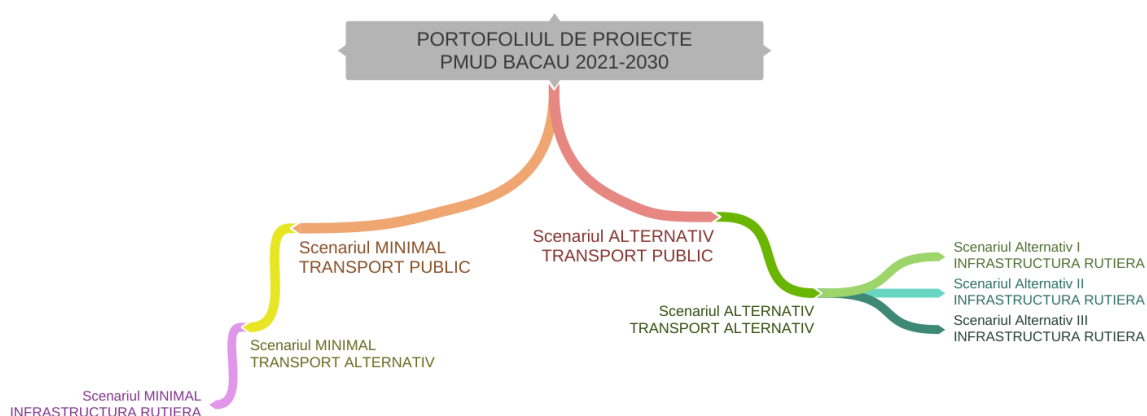 PORTOFOLIUL DE PROIECTE
PMUD BACAU 2021-2030
Scenariul MINIMAL
TRANSPORT PUBLIC
Scenariul ALTERNATIV
TRANSPORT PUBLIC
Scenariul MINIMAL
TRANSPORT ALTERNATIV
Scenariul ALTERNATIV
TRANSPORT ALTERNATIV
Scenariul Alternativ I
INFRASTRUCTURA RUTIERA
Scenariul Alternativ II
INFRASTRUCTURA RUTIERA
Scenariul Alternativ III
INFRASTRUCTURA RUTIERA
Scenariul MINIMAL
INFRASTRUCTURA RUTIERA